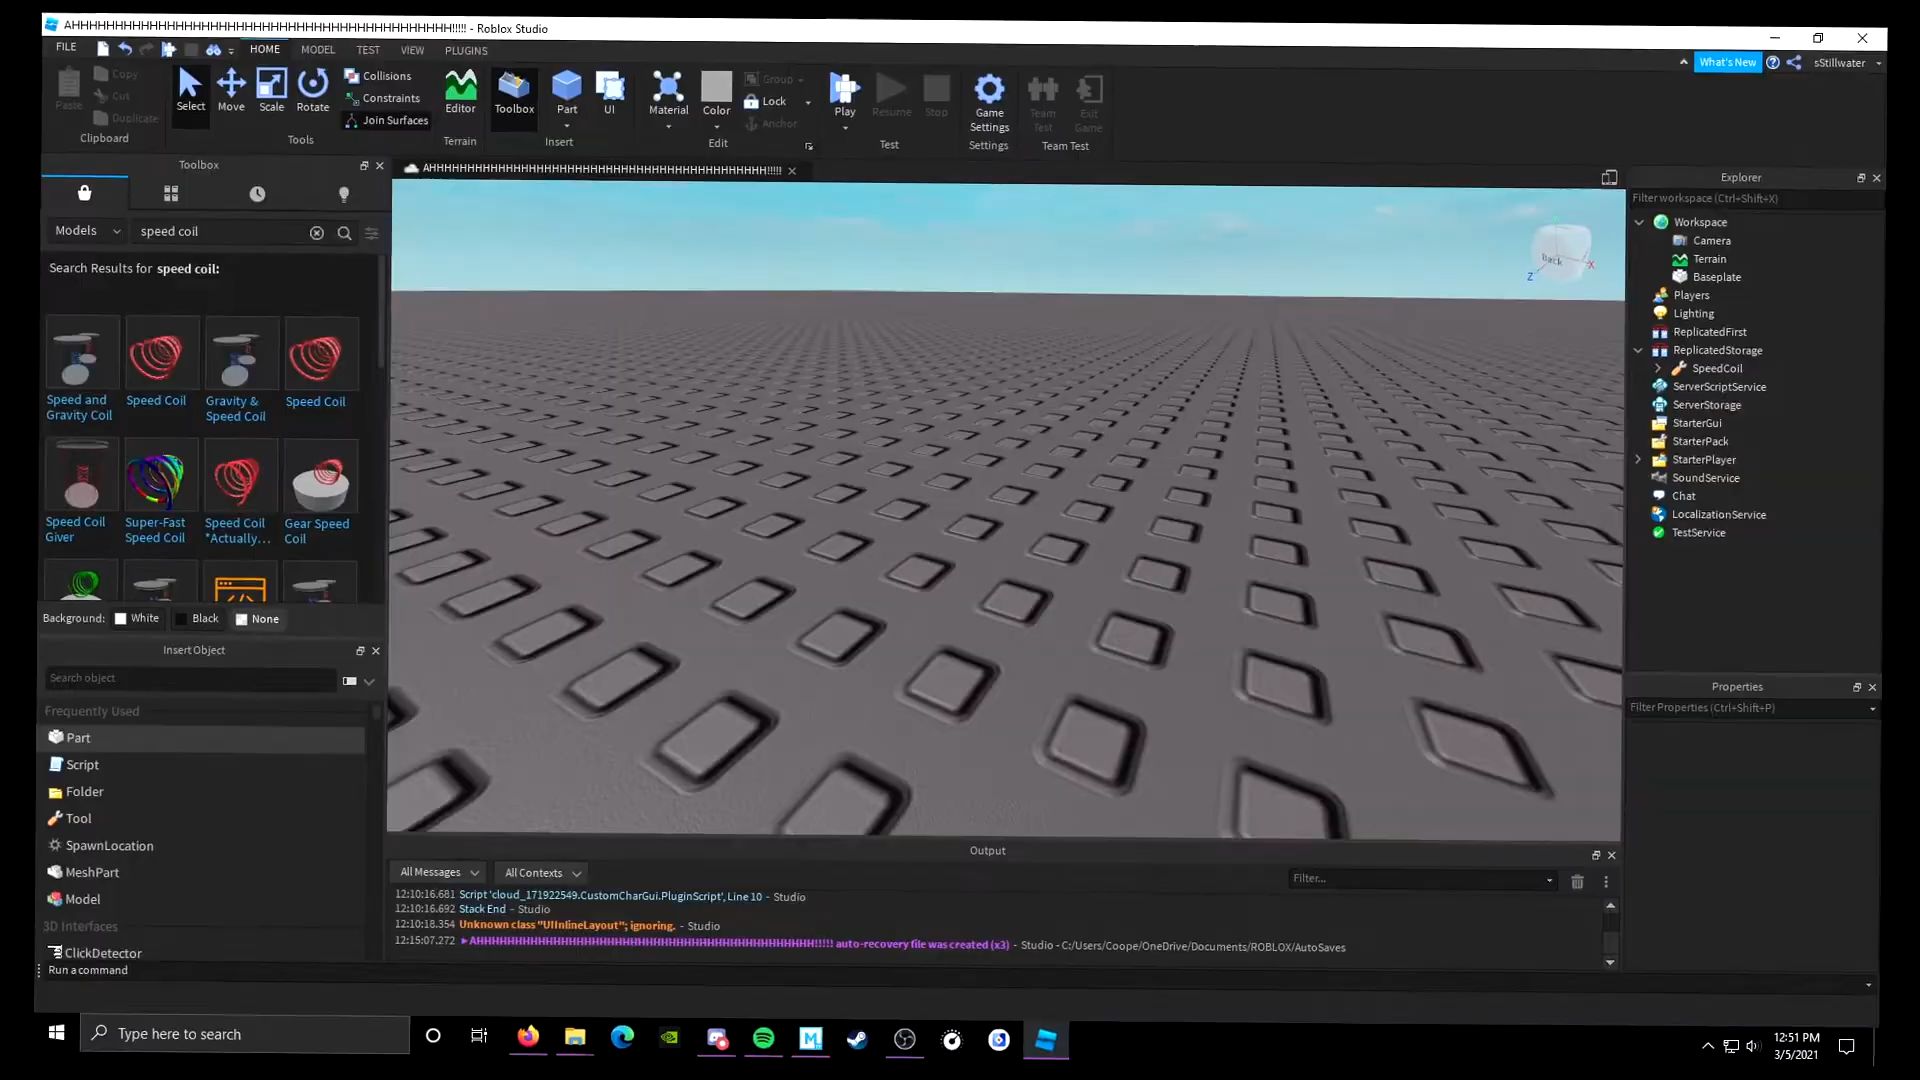 AHHHHHHHHHHHHHHHHHHHHHHHHHHHHHHHHHHHHHHHHHHHHHHHHHHH!!!!! - Roblox Studio
FILE HOME MODEL TEST VIEW PLUGINS
What's New sStillwater
Paste Copy Cut Duplicate
Clipboard
Select Move Scale Rotate Collisions Constraints Join Surfaces
Tools
Editor
Terrain
Toolbox Part UI
Insert
Material Color Group Lock Anchor
Edit
Play Resume Stop
Test
Game Settings
Settings
Team Test Exit Game
Team Test
Toolbox
AHHHHHHHHHHHHHHHHHHHHHHHHHHHHHHHHHHHHHHHHHHHHHHHHHHH!!!!!
Models speed coil
Search Results for speed coil:
Speed and Gravity Coil
Speed Coil
Gravity & Speed Coil
Speed Coil
Speed Coil Giver
Super-Fast Speed Coil
Speed Coil *Actually...
Gear Speed Coil
Background: White Black None
Insert Object
Search object
Frequently Used
Part
Script
Folder
Tool
SpawnLocation
MeshPart
Model
3D Interfaces
ClickDetector
Run a command
Back
Z X
Explorer
Filter workspace (Ctrl+Shift+X)
Workspace
Camera
Terrain
Baseplate
Players
Lighting
ReplicatedFirst
ReplicatedStorage
SpeedCoil
ServerScriptService
ServerStorage
StarterGui
StarterPack
StarterPlayer
SoundService
Chat
LocalizationService
TestService
Properties
Filter Properties (Ctrl+Shift+P)
Output
All Messages All Contexts Filter...
12:10:16.681 Script 'cloud_171922549.CustomCharGui.PluginScript', Line 10 - Studio
12:10:16.692 Stack End - Studio
12:10:18.354 Unknown class "UIInlineLayout"; ignoring. - Studio
12:15:07.272 ▸AHHHHHHHHHHHHHHHHHHHHHHHHHHHHHHHHHHHHHHHHHHHHHHHHHHH!!!!! auto-recovery file was created (x3) - Studio - C:/Users/Coope/OneDrive/Documents/ROBLOX/AutoSaves
Type here to search
12:51 PM
3/5/2021